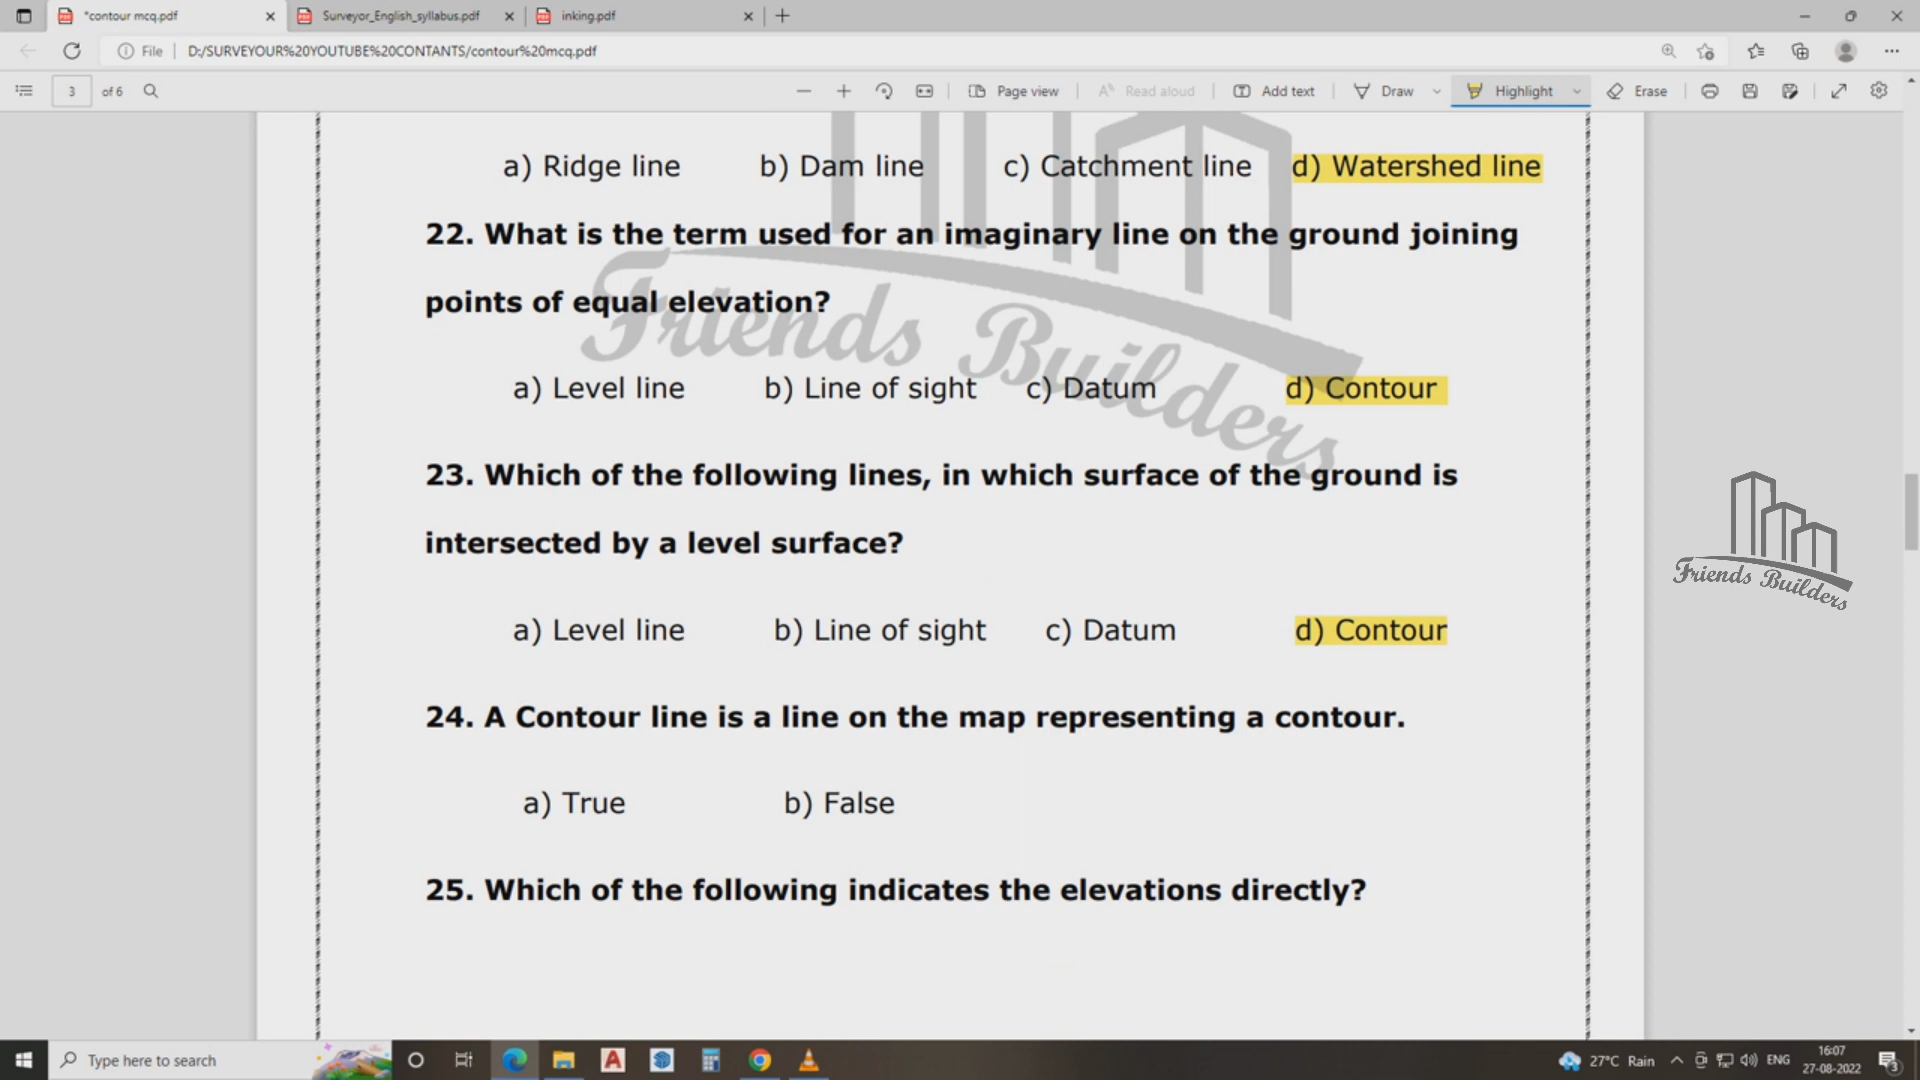 *contour mcq.pdf
Surveyor_English_syllabus.pdf
inking.pdf
File
D:/SURVEYOUR%20YOUTUBE%20CONTANTS/contour%20mcq.pdf
3 of 6
Page view
Read aloud
Add text
Draw
Highlight
Erase
a) Ridge line b) Dam line c) Catchment line d) Watershed line
22. What is the term used for an imaginary line on the ground joining
points of equal elevation?
Friends Builders
a) Level line b) Line of sight c) Datum d) Contour
23. Which of the following lines, in which surface of the ground is
intersected by a level surface?
Friends Builders
a) Level line b) Line of sight c) Datum d) Contour
24. A Contour line is a line on the map representing a contour.
a) True b) False
25. Which of the following indicates the elevations directly?
Type here to search
27°C Rain
ENG
16:07
27-08-2022
3